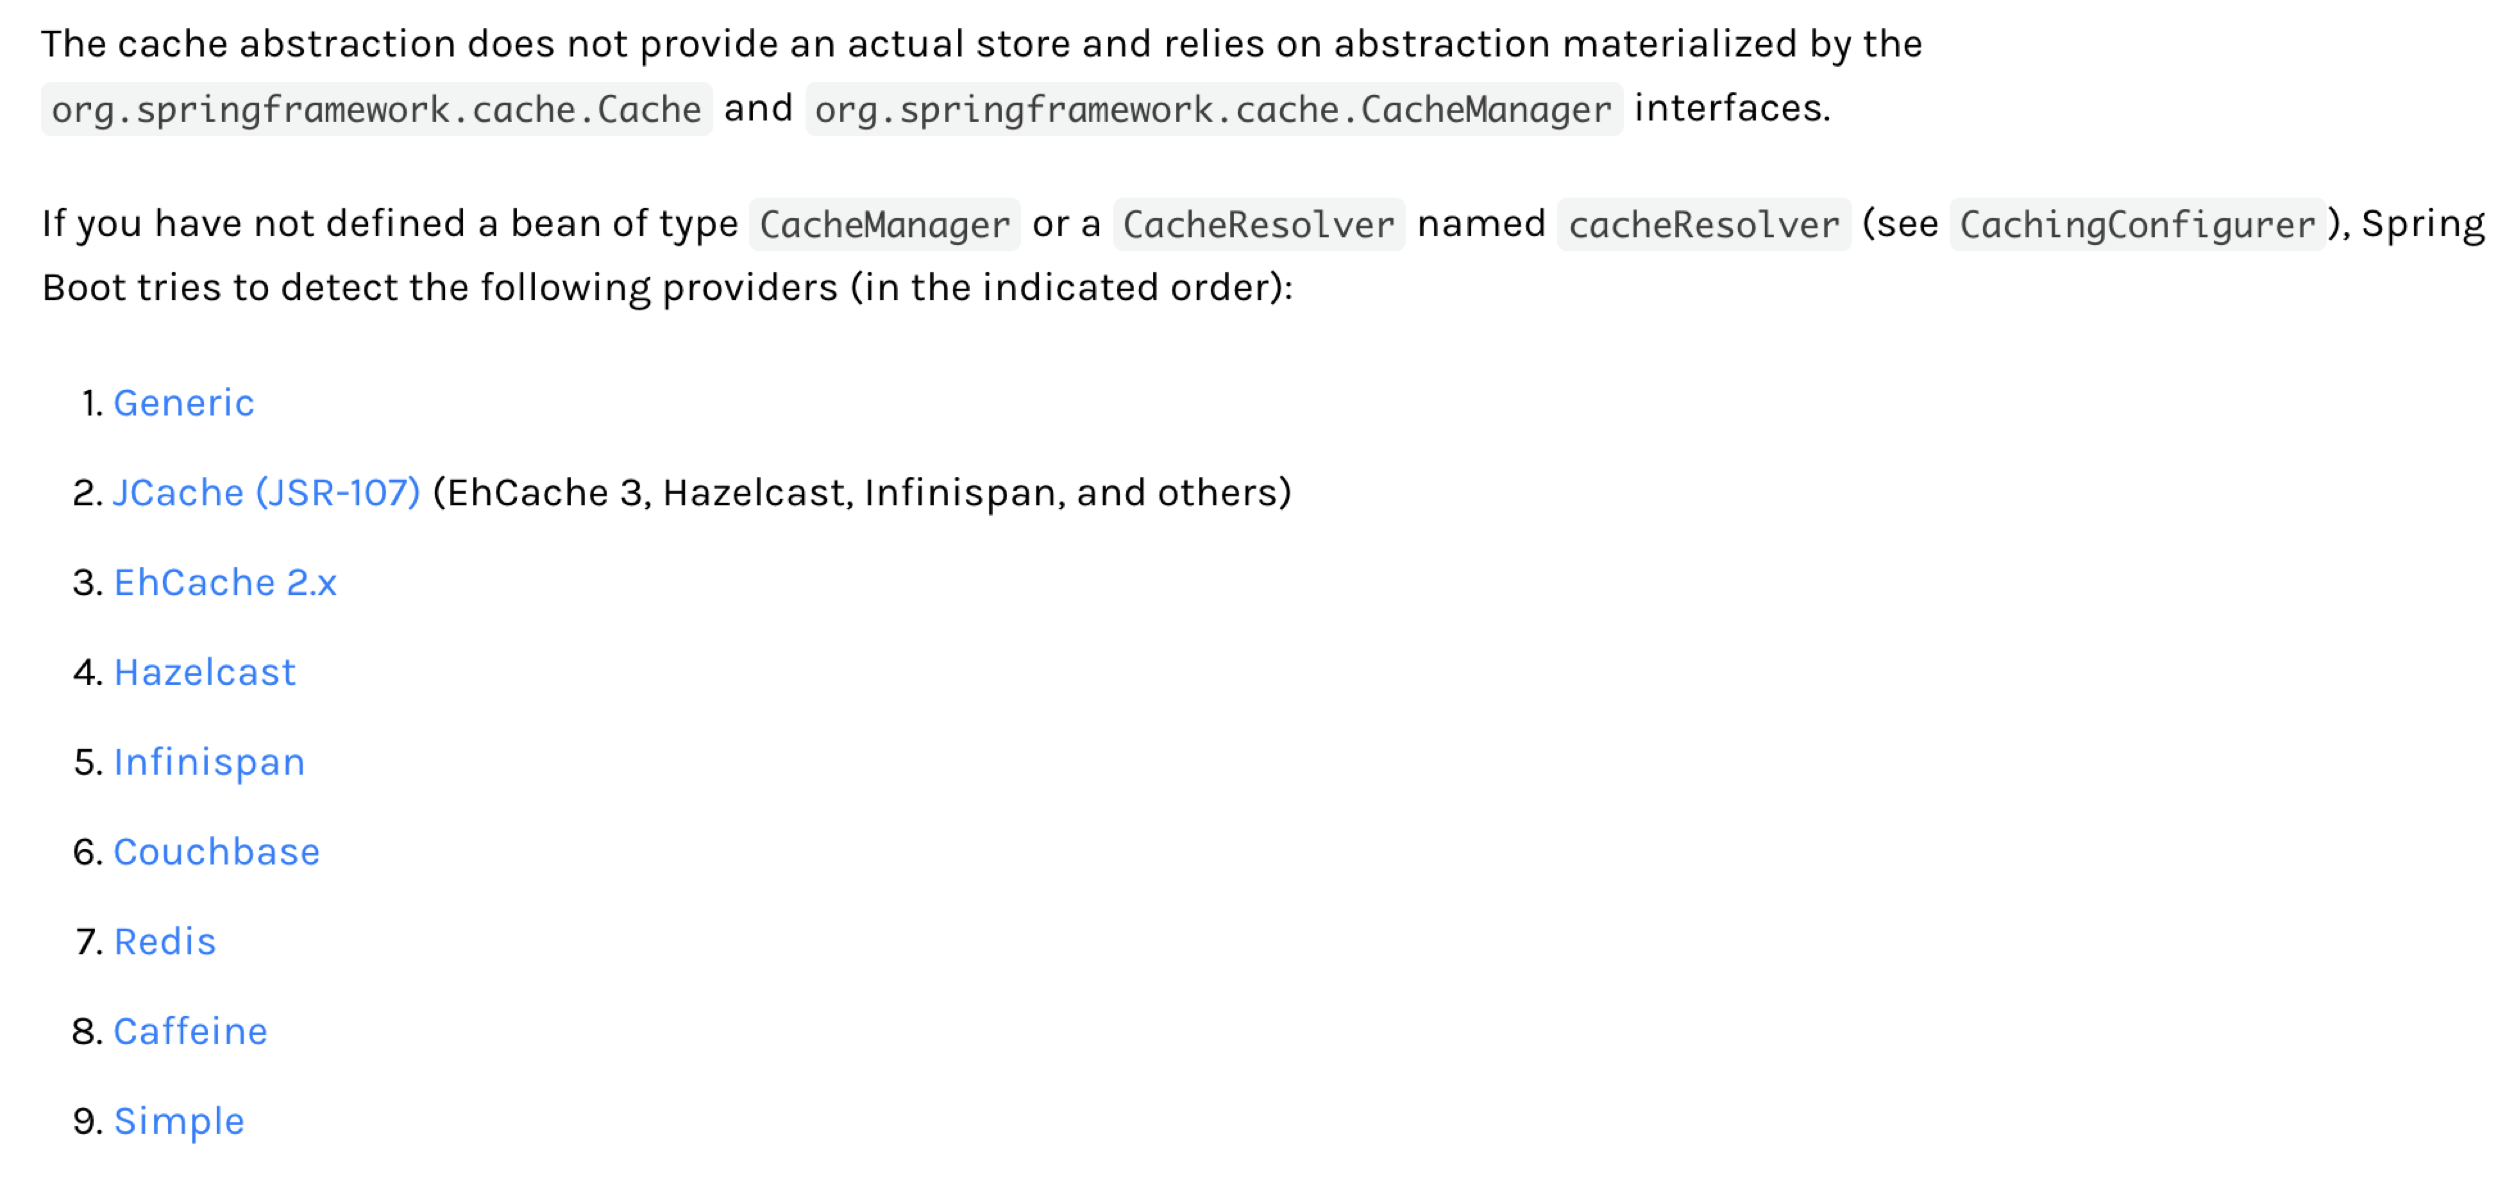 The cache abstraction does not provide an actual store and relies on abstraction materialized by the
org.springframework.cache.Cache and org.springframework.cache.CacheManager interfaces.
If you have not defined a bean of type CacheManager or a CacheResolver named cacheResolver (see CachingConfigurer), Spring
Boot tries to detect the following providers (in the indicated order):
1. Generic
2. JCache (JSR-107) (EhCache 3, Hazelcast, Infinispan, and others)
3. EhCache 2.x
4. Hazelcast
5. Infinispan
6. Couchbase
7. Redis
8. Caffeine
9. Simple